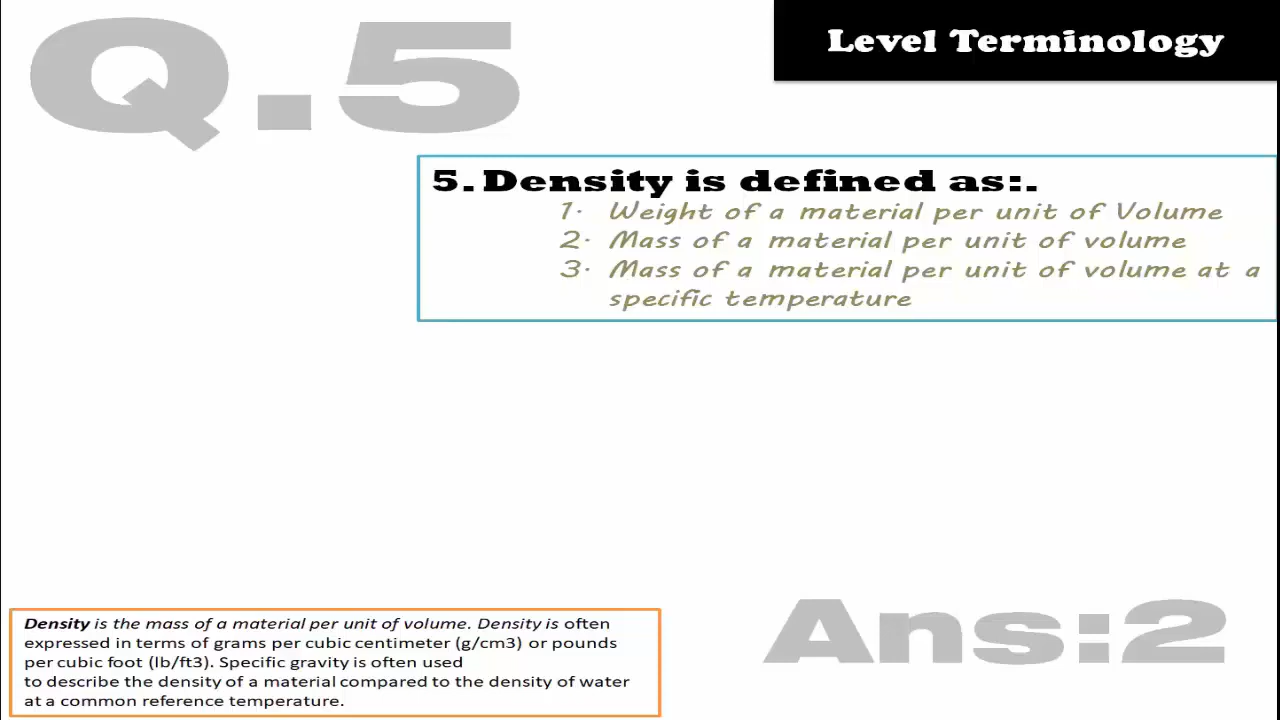 Q.5
Level Terminology
5. Density is defined as:.
1. Weight of a material per unit of Volume
2. Mass of a material per unit of volume
3. Mass of a material per unit of volume at a
specific temperature
Density is the mass of a material per unit of volume. Density is often
expressed in terms of grams per cubic centimeter (g/cm3) or pounds
per cubic foot (lb/ft3). Specific gravity is often used
to describe the density of a material compared to the density of water
at a common reference temperature.
Ans:2